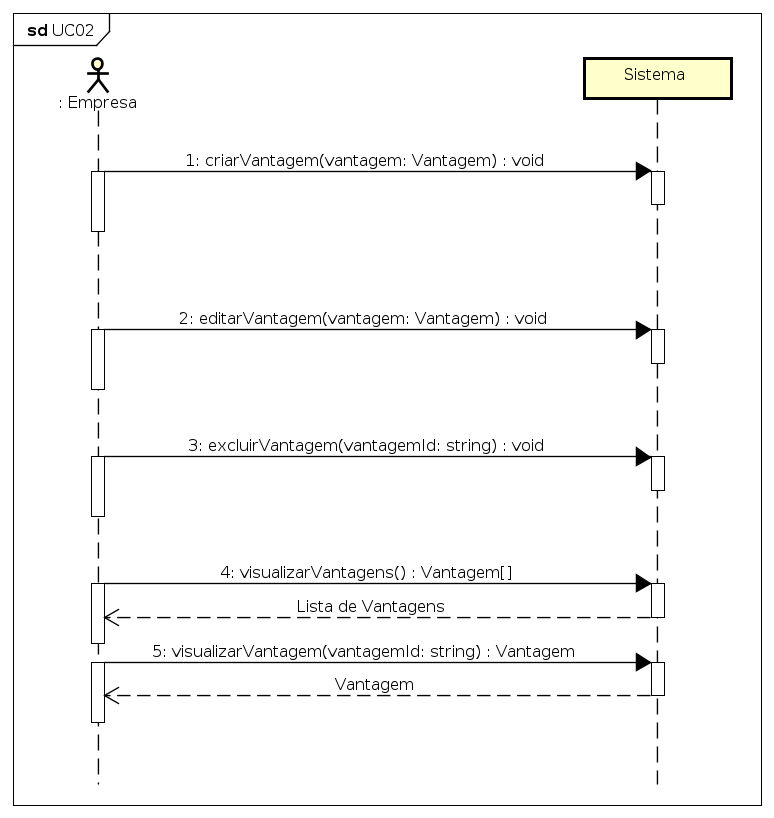 sd UC02
: Empresa
Sistema
1: criarVantagem(vantagem: Vantagem) : void
2: editarVantagem(vantagem: Vantagem) : void
3: excluirVantagem(vantagemId: string) : void
4: visualizarVantagens() : Vantagem[]
Lista de Vantagens
5: visualizarVantagem(vantagemId: string) : Vantagem
Vantagem